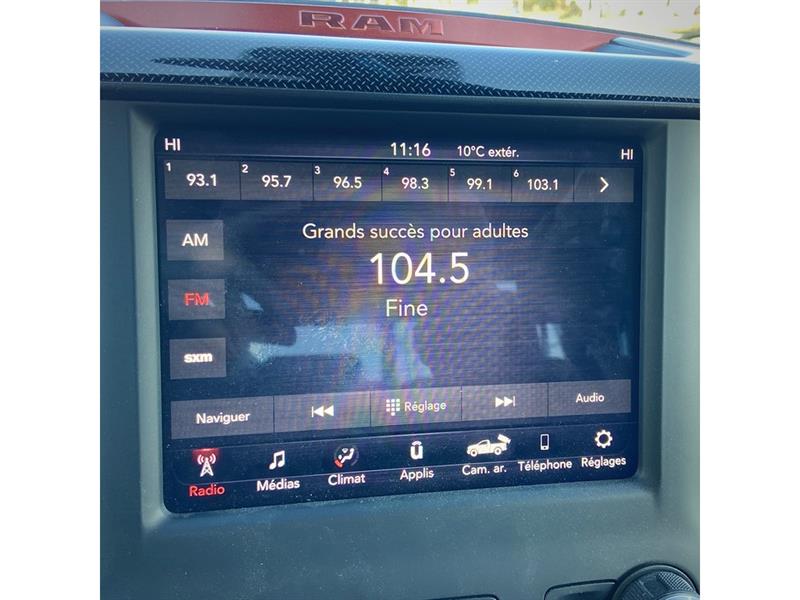 RAM
HI 11:16 10°C extér. HI
1 93.1 2 95.7 3 96.5 4 98.3 5 99.1 6 103.1
AM
Grands succès pour adultes
104.5
FM
Fine
sxm
Naviguer Réglage Audio
Radio Médias Climat Applis Cam. ar. Téléphone Réglages